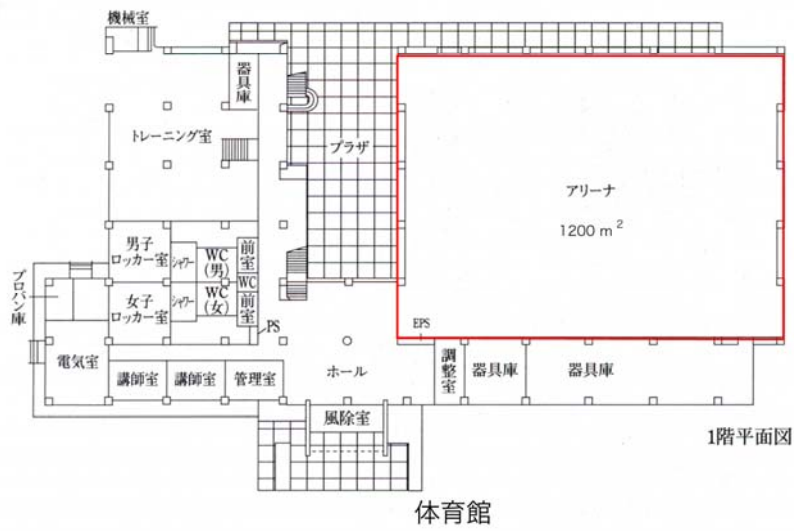 機械室
器具庫
トレーニング室
プラザ
アリーナ
1200 m²
男子
ロッカー室
シャワー
WC
(男)
前室
WC
女子
ロッカー室
シャワー
WC
(女)
前室
プロパン庫
PS
EPS
電気室
講師室
講師室
管理室
ホール
調整室
器具庫
器具庫
風除室
1階平面図
体育館